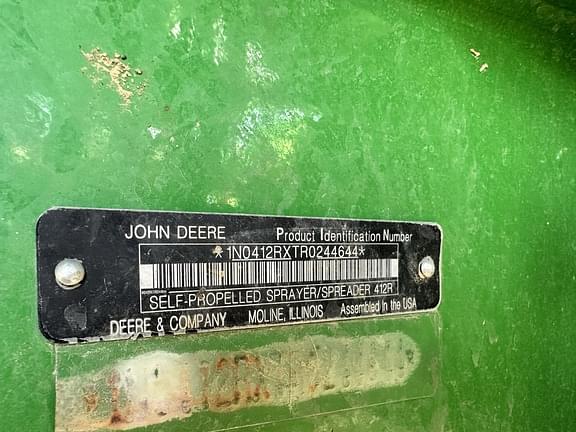 JOHN DEERE Product Identification Number
*1N0412RXTR0244644*
SELF-PROPELLED SPRAYER/SPREADER 412R
DEERE & COMPANY MOLINE, ILLINOIS Assembled in the USA